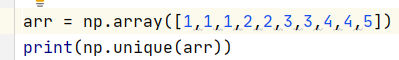 arr = np.array([1,1,1,2,2,3,3,4,4,5])
print(np.unique(arr))